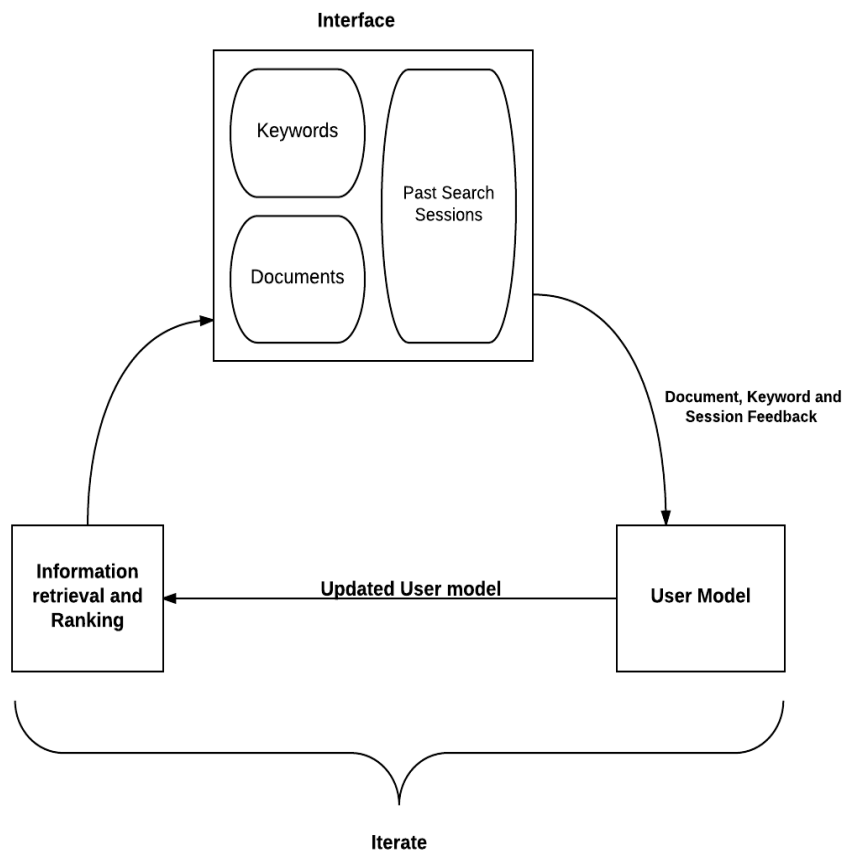 Interface
Keywords
Past Search
Sessions
Documents
Document, Keyword and
Session Feedback
Information
retrieval and
Ranking
Updated User model
User Model
Iterate